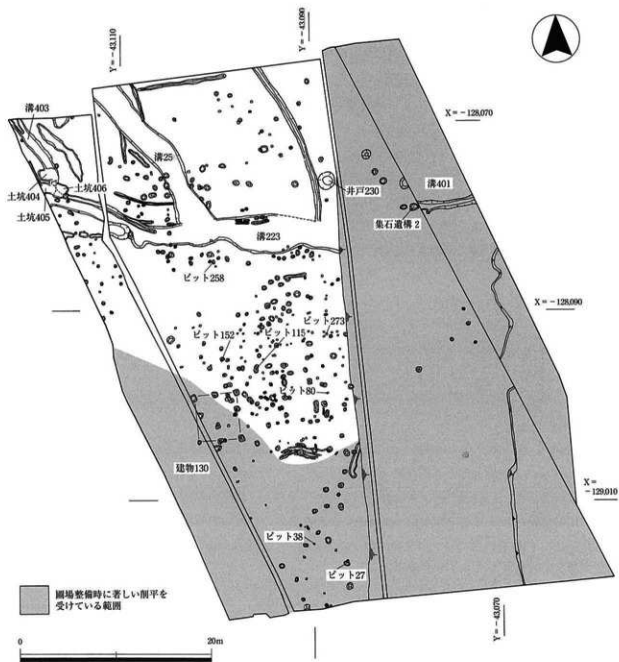 Y=−43,110
Y=−43,090
X=−128,070
溝403
溝25
土坑404
土坑406
土坑405
井戸230
溝401
集石遺構2
溝223
ピット258
X=−128,090
ピット273
ピット152
ピット115
ピット80
建物130
X=
−129,010
ピット38
ピット27
圃場整備時に著しい削平を
受けている範囲
Y=−43,070
0
20m